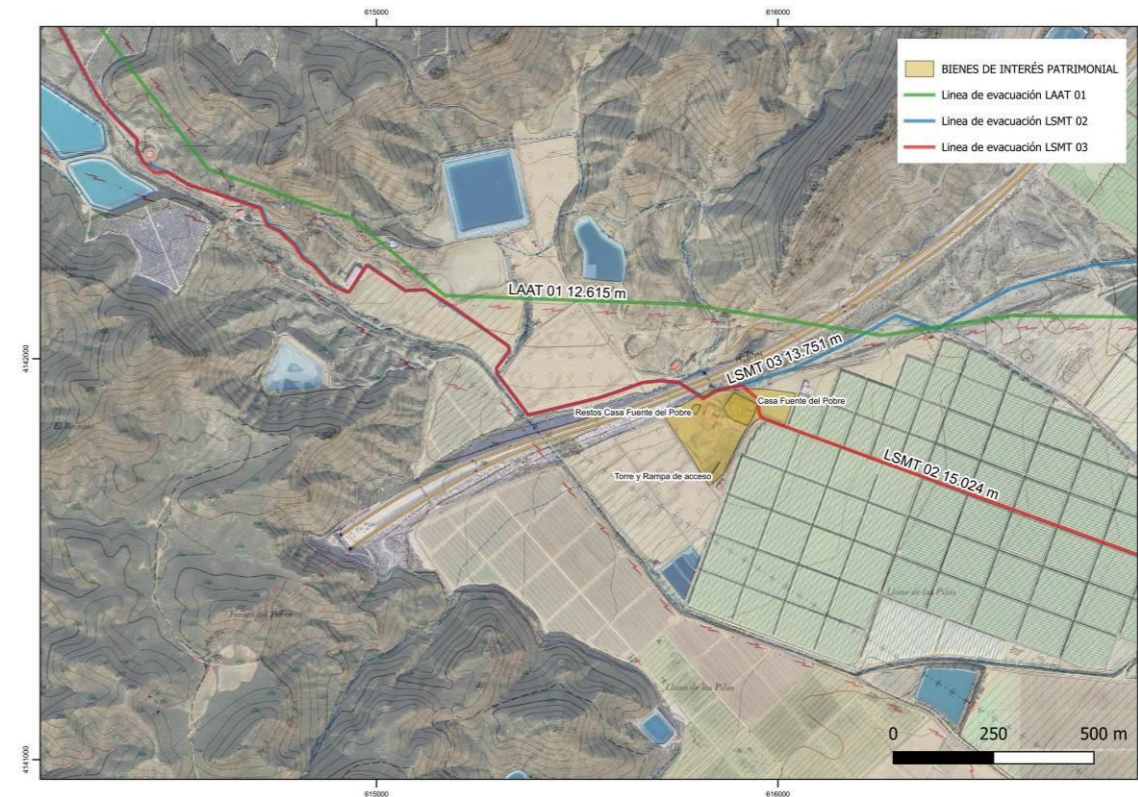 615000
616000
BIENES DE INTERÉS PATRIMONIAL
Linea de evacuación LAAT 01
Linea de evacuación LSMT 02
Linea de evacuación LSMT 03
LAAT 01 12.615 m
4142000
LSMT 03 13.751 m
Casa Fuente del Pobre
Restos Casa Fuente del Pobre
LSMT 02 15.024 m
Torre y Rampa de acceso
Llano de las Pilas
Llano de las Pilas
0 250 500 m
4141000
615000
616000